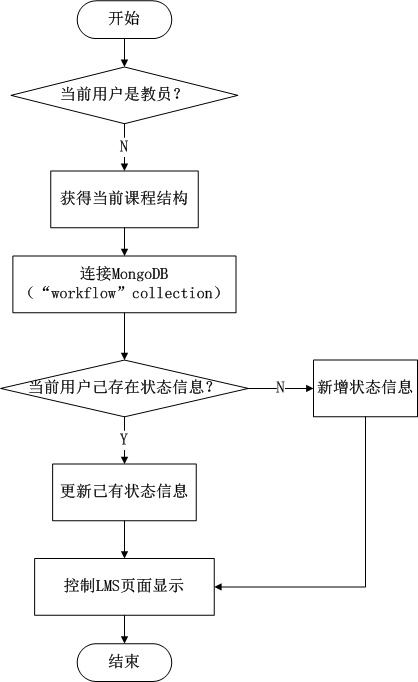 开始
当前用户是教员？
N
获得当前课程结构
连接MongoDB
（“workflow”collection）
当前用户己存在状态信息？
N
新增状态信息
Y
更新己有状态信息
控制LMS页面显示
结束